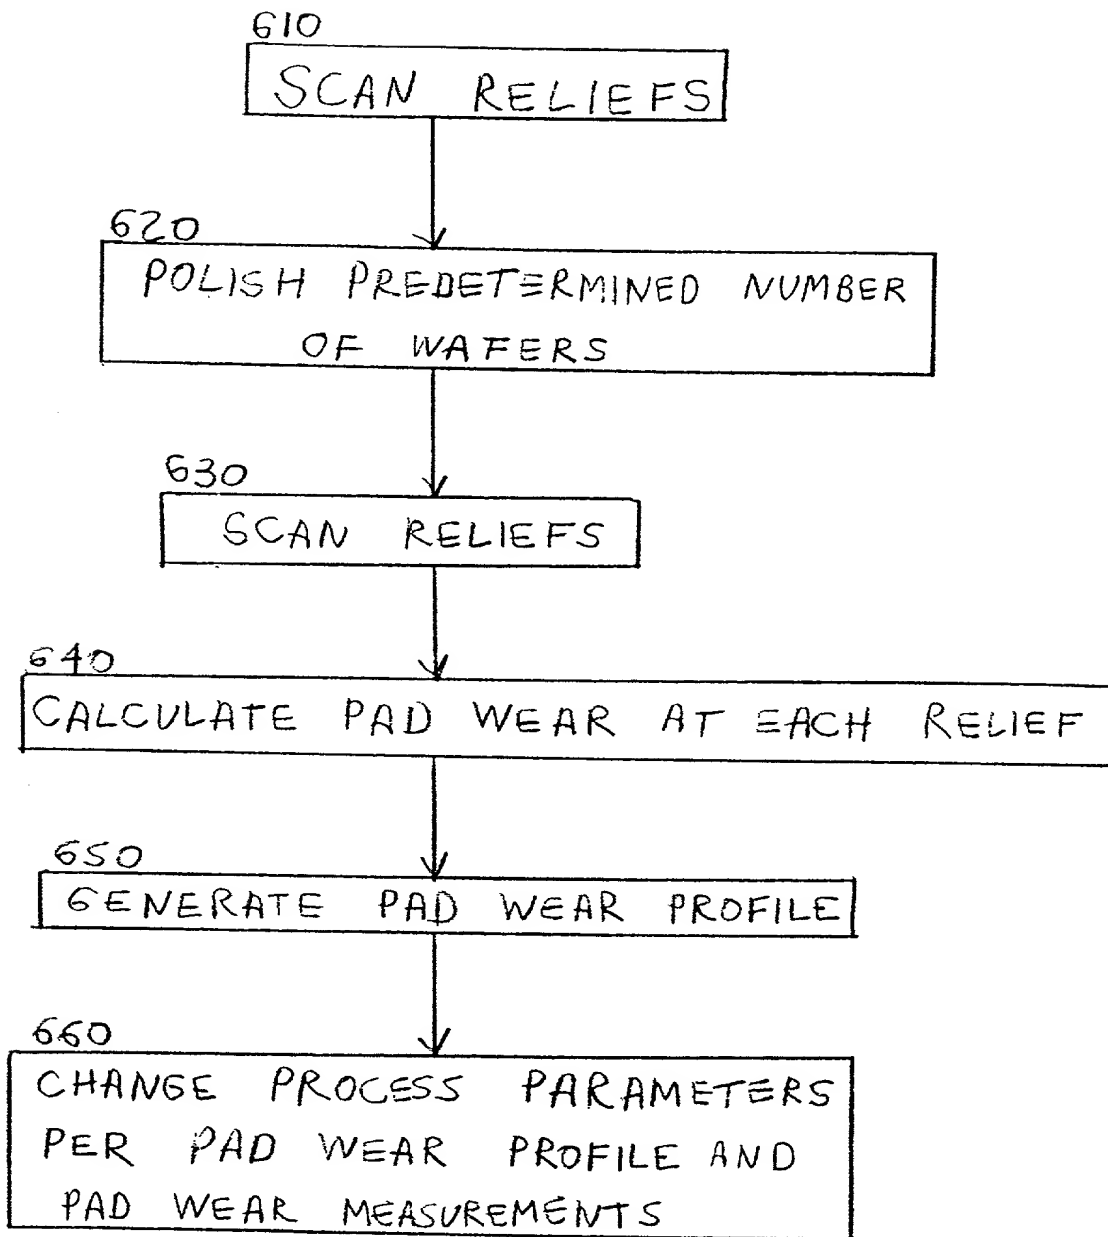 610
SCAN RELIEFS
620
POLISH PREDETERMINED NUMBER
OF WAFERS
630
SCAN RELIEFS
640
CALCULATE PAD WEAR AT EACH RELIEF
650
GENERATE PAD WEAR PROFILE
660
CHANGE PROCESS PARAMETERS
PER PAD WEAR PROFILE AND
PAD WEAR MEASUREMENTS